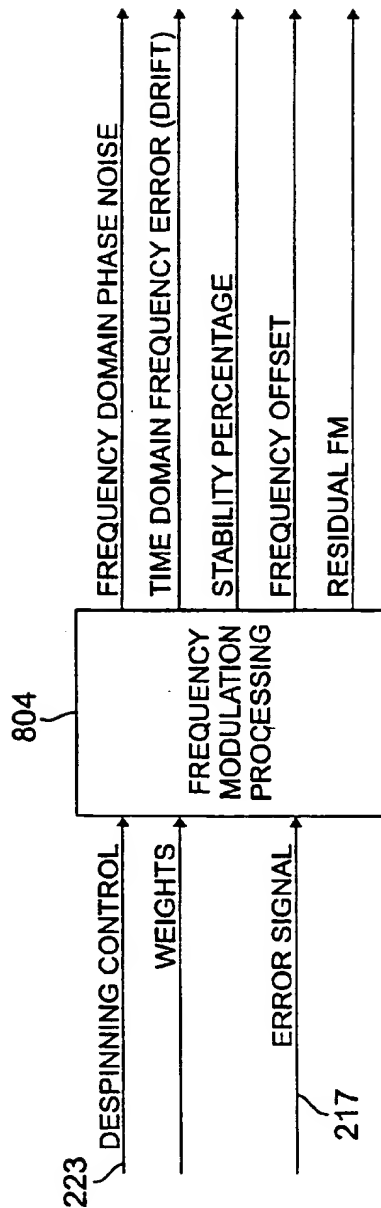 804
223
DESPINNING CONTROL
WEIGHTS
ERROR SIGNAL
217
FREQUENCY
MODULATION
PROCESSING
FREQUENCY DOMAIN PHASE NOISE
TIME DOMAIN FREQUENCY ERROR (DRIFT)
STABILITY PERCENTAGE
FREQUENCY OFFSET
RESIDUAL FM